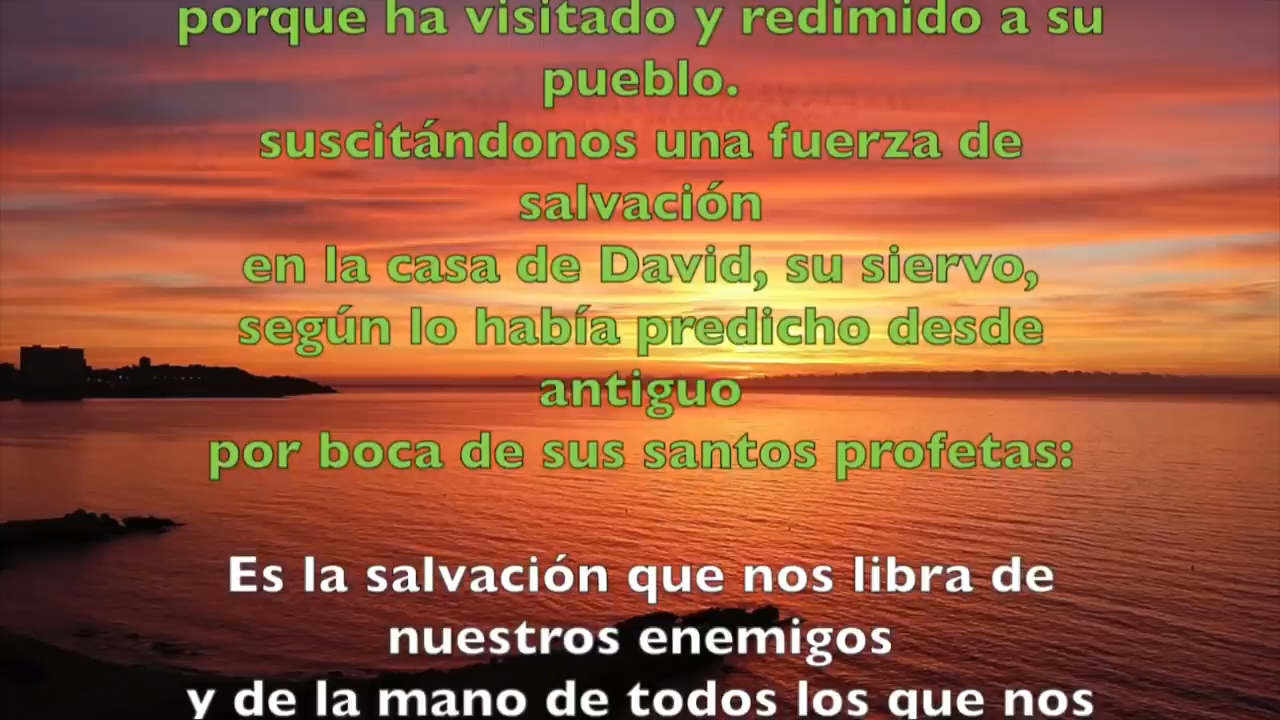 porque ha visitado y redimido a su
pueblo.
suscitándonos una fuerza de
salvación
en la casa de David, su siervo,
según lo había predicho desde
antiguo
por boca de sus santos profetas:
Es la salvación que nos libra de
nuestros enemigos
y de la mano de todos los que nos